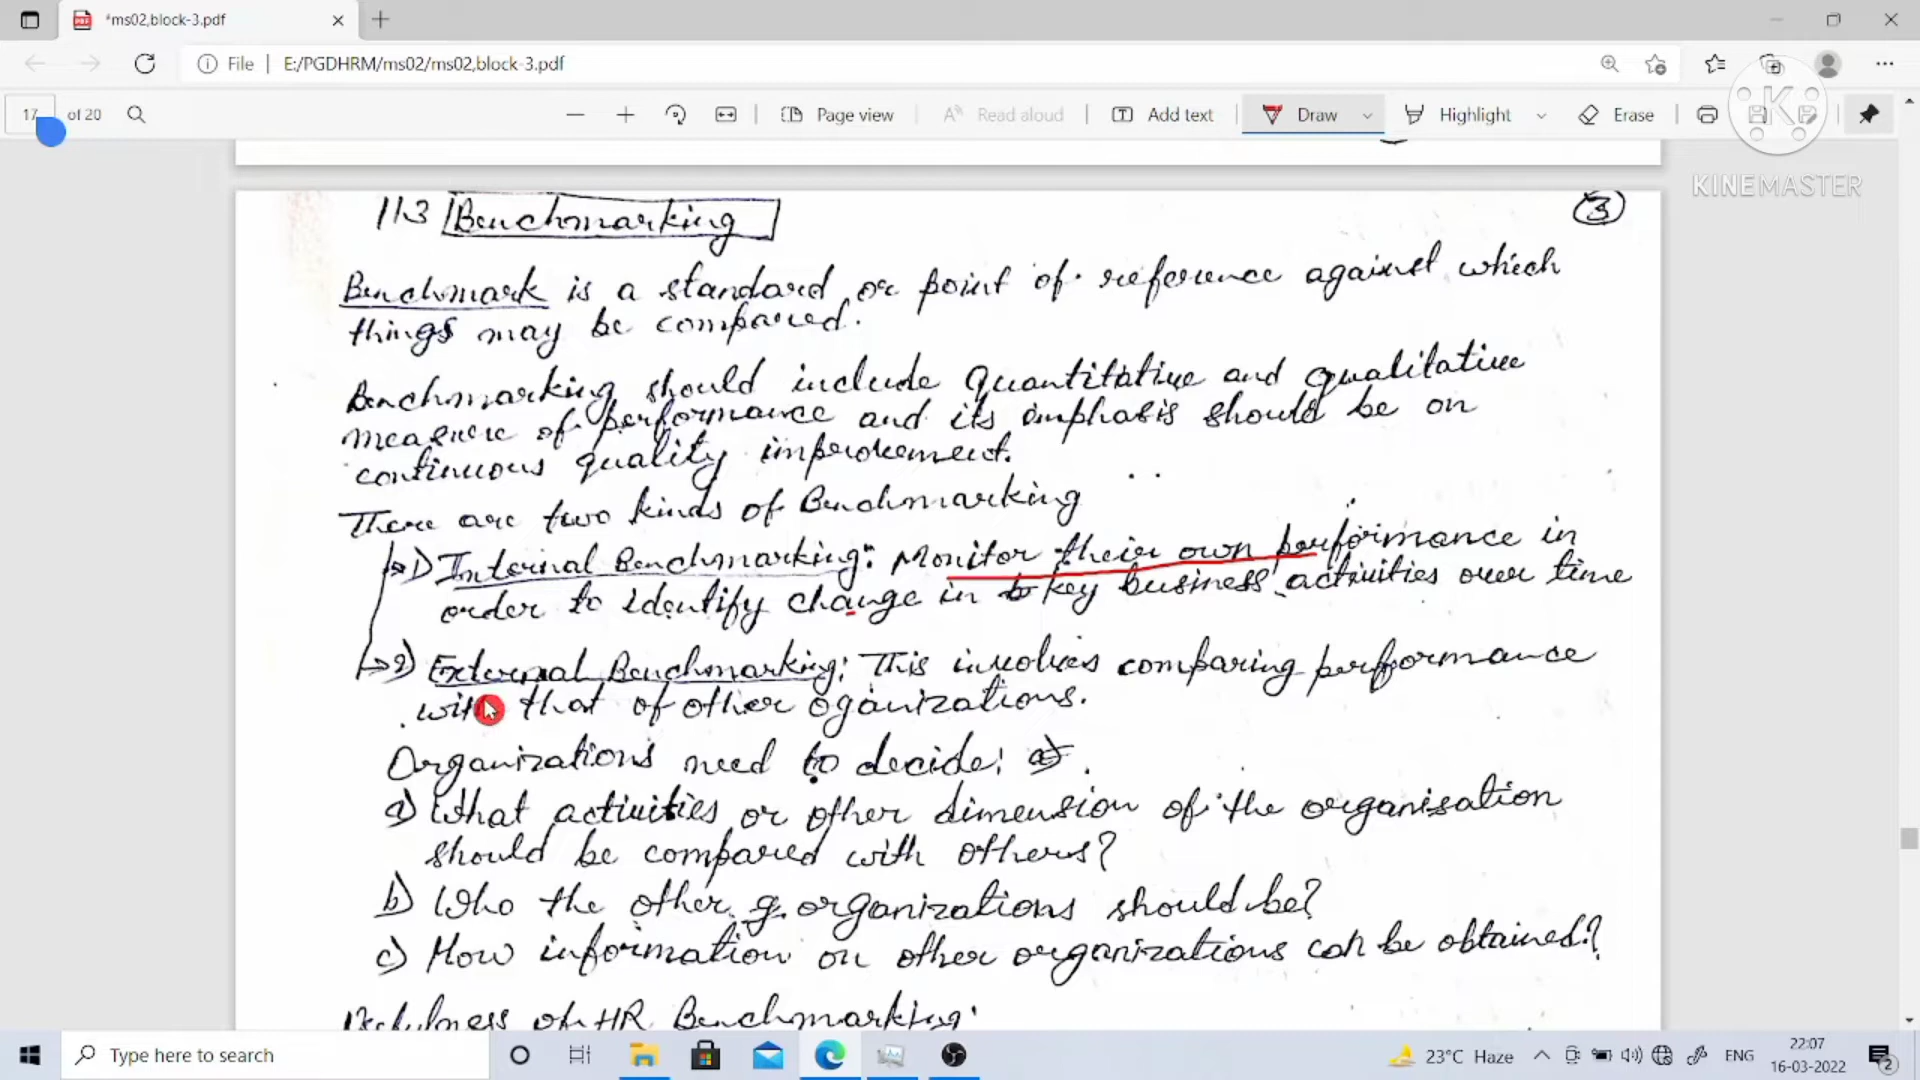 *ms02,block-3.pdf
File | E:/PGDHRM/ms02/ms02,block-3.pdf
17 of 20 Page view Read aloud Add text Draw Highlight Erase
KINEMASTER
11.3 Benchmarking 3
Benchmark is a standard or point of reference against which
things may be compared.
Benchmarking should include quantitative and qualitative
measure of performance and its emphasis should be on
continuous quality improvement.
There are two kinds of Benchmarking
1) Internal Benchmarking: Monitor their own performance in
order to identify change in key business activities over time
2) External Benchmarking: This involves comparing performance
with that of other oganizations.
Organizations need to decide:
a) What activities or other dimension of the organisation
should be compared with others?
b) Who the other organizations should be?
c) How information on other organizations can be obtained?
Usefulness of HR Benchmarking:
Type here to search
23°C Haze ENG 22:07
16-03-2022 2